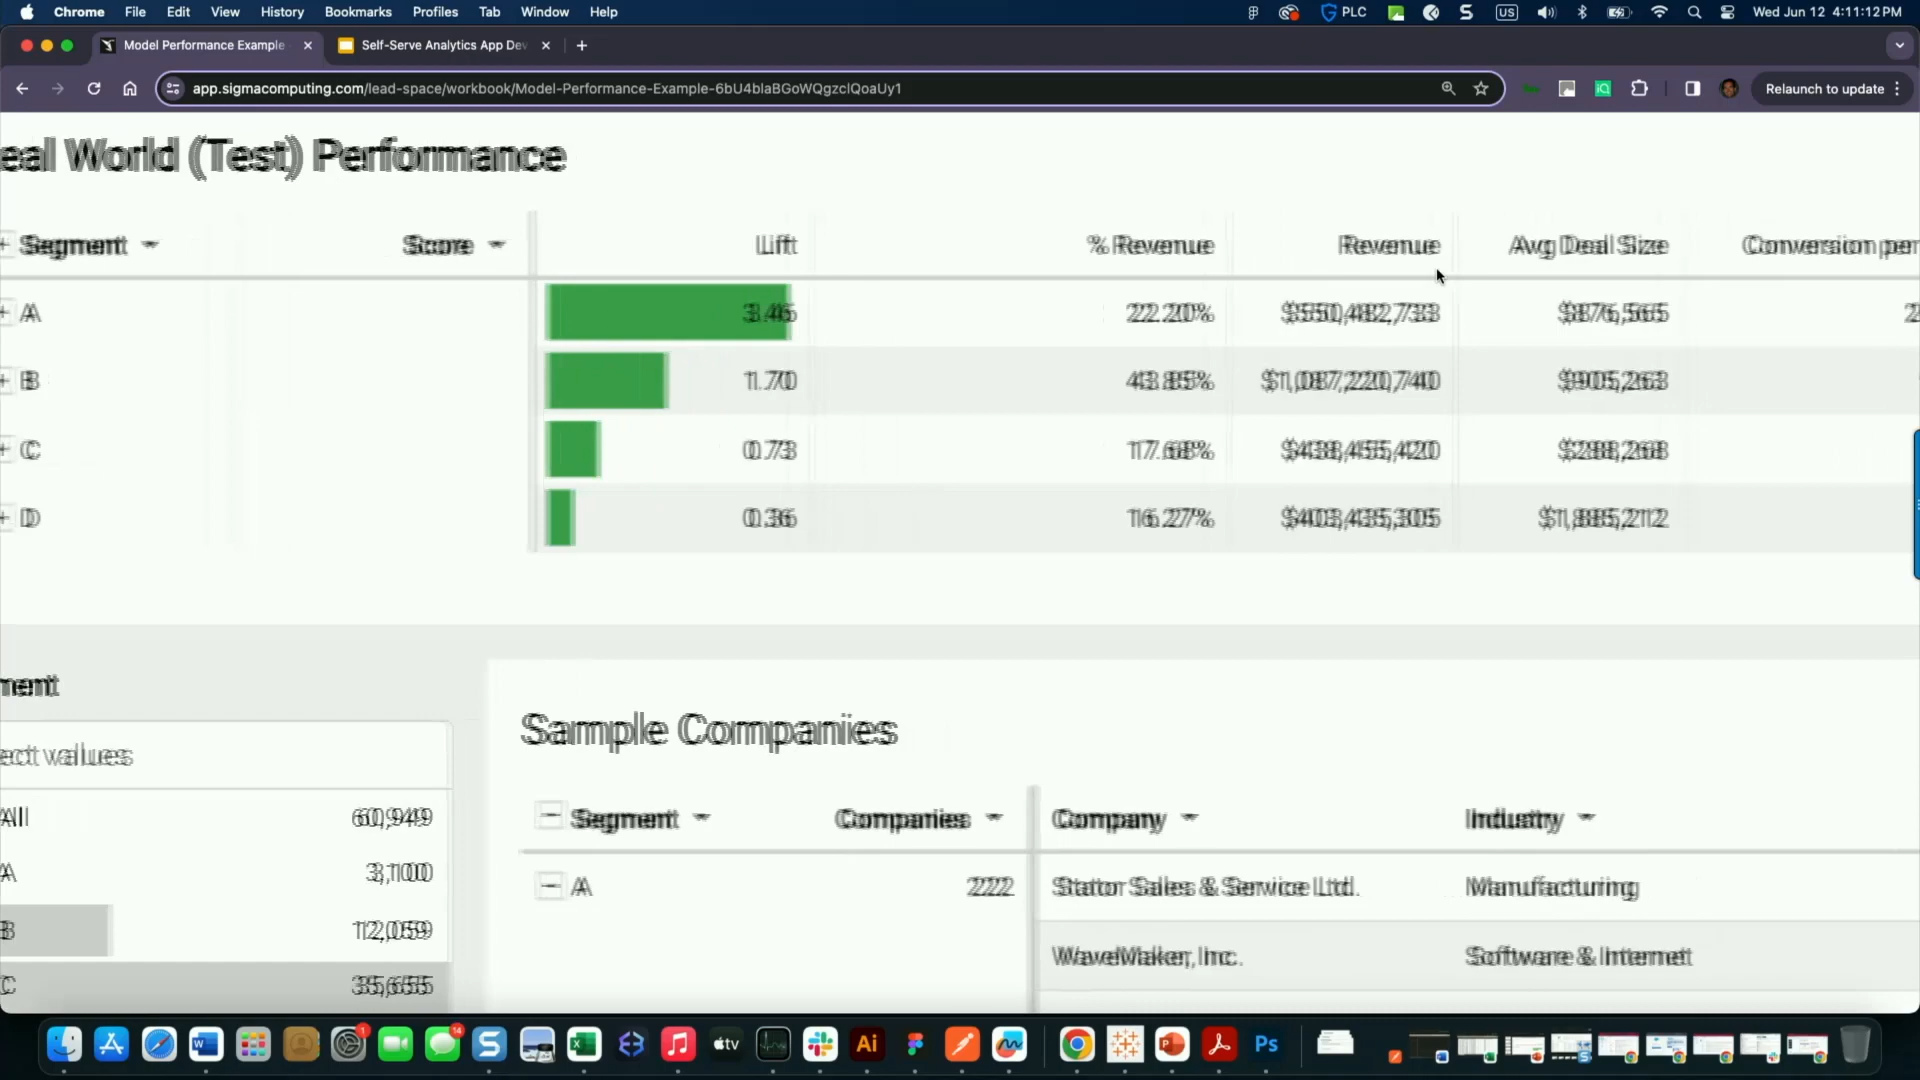 Chrome File Edit View History Bookmarks Profiles Tab Window Help PLC US Wed Jun 12 4:11:12 PM
Model Performance Example Self-Serve Analytics App Dev
app.sigmacomputing.com/lead-space/workbook/Model-Performance-Example-6bU4blaBGoWQgzclQoaUy1 Relaunch to update
eal World (Test) Performance
Segment Score Lift % Revenue Revenue Avg Deal Size Conversion per
A 3.46 22.20% $550,482,733 $876,565
B 1.70 43.85% $1,087,220,740 $905,263
C 0.73 17.68% $438,455,420 $288,268
D 0.36 16.27% $403,435,305 $1,885,212
ment
Sample Companies
ect values
All 60,949
Segment Companies Company Industry
A 3,100
A 222 Stator Sales & Service Ltd. Manufacturing
B 12,059
WaveMaker, Inc. Software & Internet
C 35,655